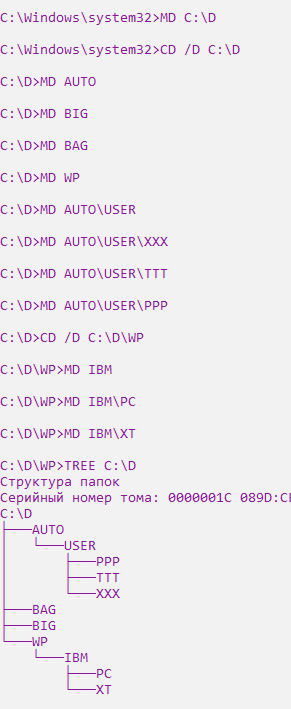 C:\Windows\system32>MD C:\D
C:\Windows\system32>CD /D C:\D
C:\D>MD AUTO
C:\D>MD BIG
C:\D>MD BAG
C:\D>MD WP
C:\D>MD AUTO\USER
C:\D>MD AUTO\USER\XXX
C:\D>MD AUTO\USER\TTT
C:\D>MD AUTO\USER\PPP
C:\D>CD /D C:\D\WP
C:\D\WP>MD IBM
C:\D\WP>MD IBM\PC
C:\D\WP>MD IBM\XT
C:\D\WP>TREE C:\D
Структура папок
Серийный номер тома: 0000001C 089D:
C:\D
├───AUTO
│   └───USER
│       ├───PPP
│       ├───TTT
│       └───XXX
├───BAG
├───BIG
└───WP
    └───IBM
        ├───PC
        └───XT